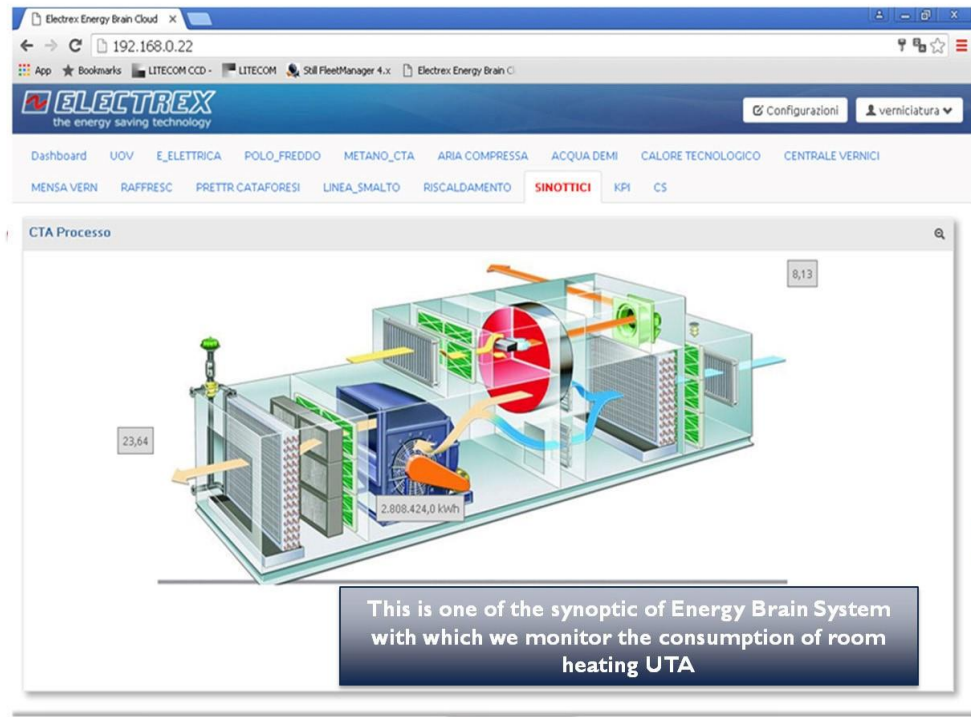 Electrex Energy Brain Cloud
192.168.0.22
App Bookmarks LITECOM CCD - LITECOM Still FleetManager 4.x Electrex Energy Brain C
ELECTREX
the energy saving technology
Configurazioni verniciatura
Dashboard UOV E_ELETTRICA POLO_FREDDO METANO_CTA ARIA COMPRESSA ACQUA DEMI CALORE TECNOLOGICO CENTRALE VERNICI
MENSA VERN RAFFRESC PRETTR CATAFORESI LINEA_SMALTO RISCALDAMENTO SINOTTICI KPI CS
CTA Processo
8,13
23,64
2.808.424,0 kWh
This is one of the synoptic of Energy Brain System
with which we monitor the consumption of room
heating UTA